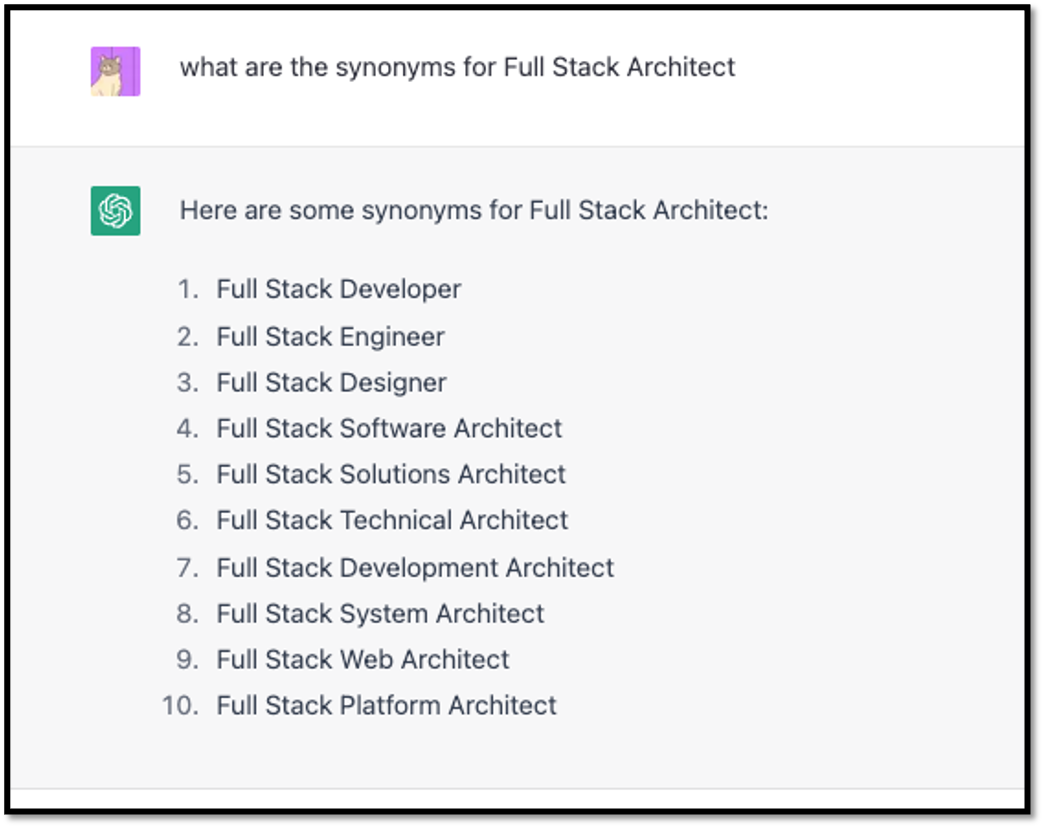 what are the synonyms for Full Stack Architect
Here are some synonyms for Full Stack Architect:
1. Full Stack Developer
2. Full Stack Engineer
3. Full Stack Designer
4. Full Stack Software Architect
5. Full Stack Solutions Architect
6. Full Stack Technical Architect
7. Full Stack Development Architect
8. Full Stack System Architect
9. Full Stack Web Architect
10. Full Stack Platform Architect